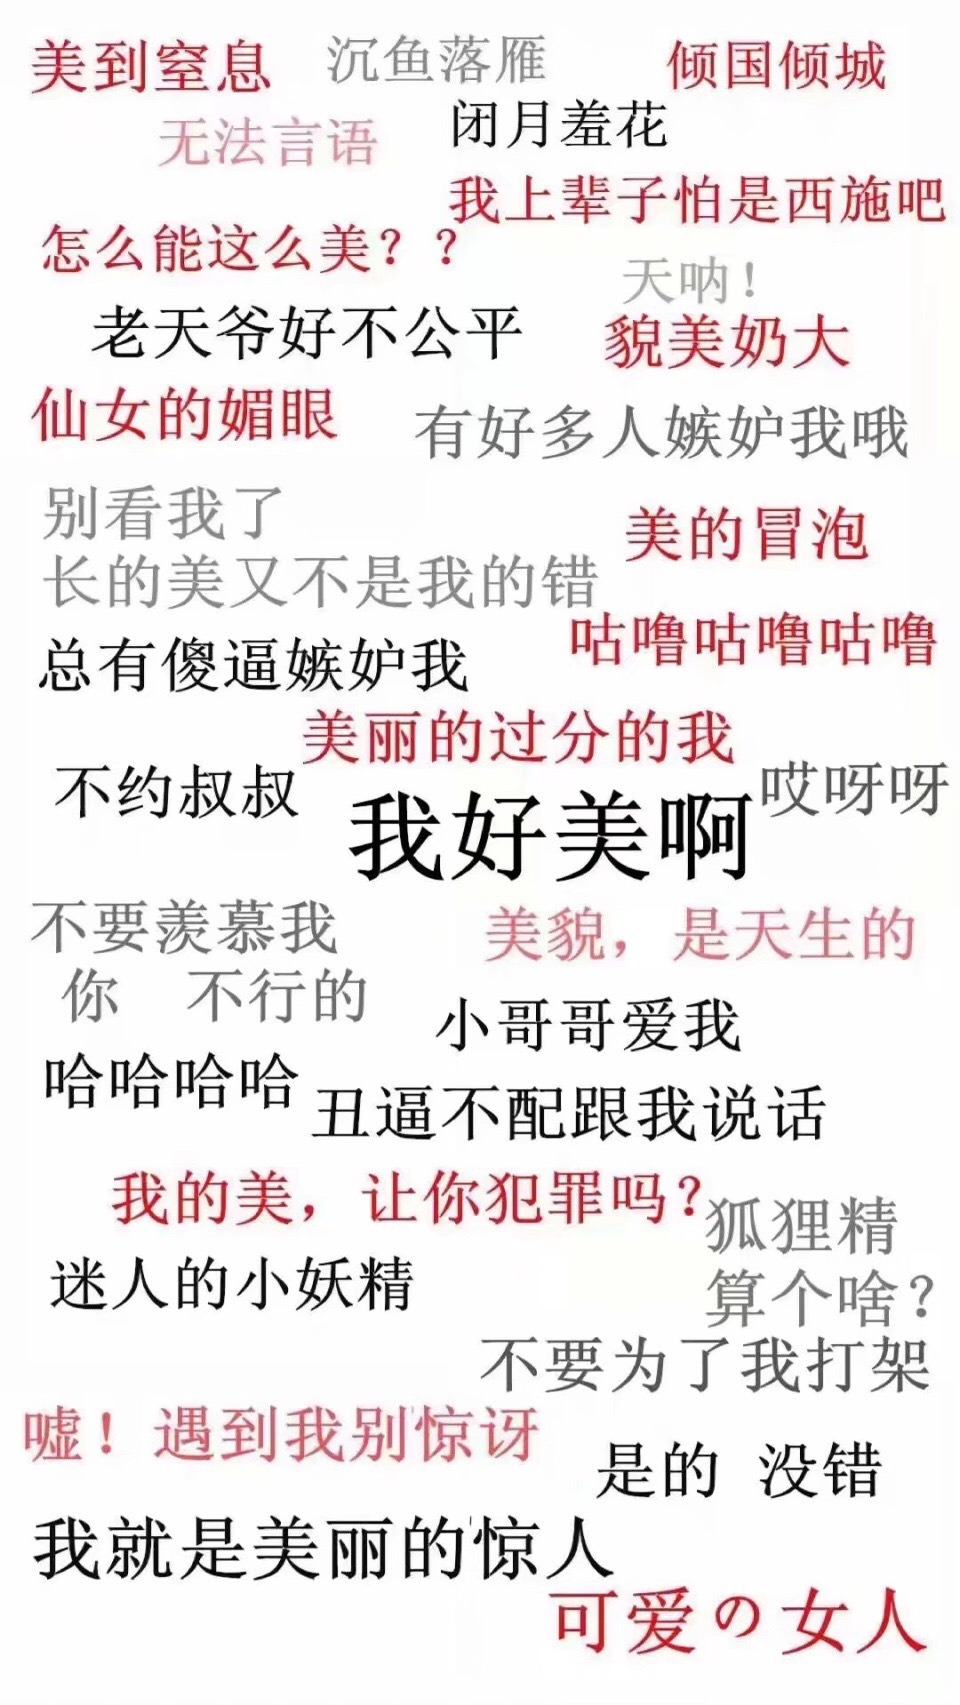 美到窒息
沉鱼落雁
倾国倾城
无法言语
闭月羞花
我上辈子怕是西施吧
怎么能这么美？？
天呐！
老天爷好不公平
貌美奶大
仙女的媚眼
有好多人嫉妒我哦
别看我了
美的冒泡
长的美又不是我的错
咕噜咕噜咕噜
总有傻逼嫉妒我
美丽的过分的我
不约叔叔
我好美啊
哎呀呀
不要羡慕我
美貌，是天生的
你 不行的
小哥哥爱我
哈哈哈哈
丑逼不配跟我说话
我的美，让你犯罪吗？
狐狸精
迷人的小妖精
算个啥？
不要为了我打架
嘘！遇到我别惊讶
是的 没错
我就是美丽的惊人
可爱の女人